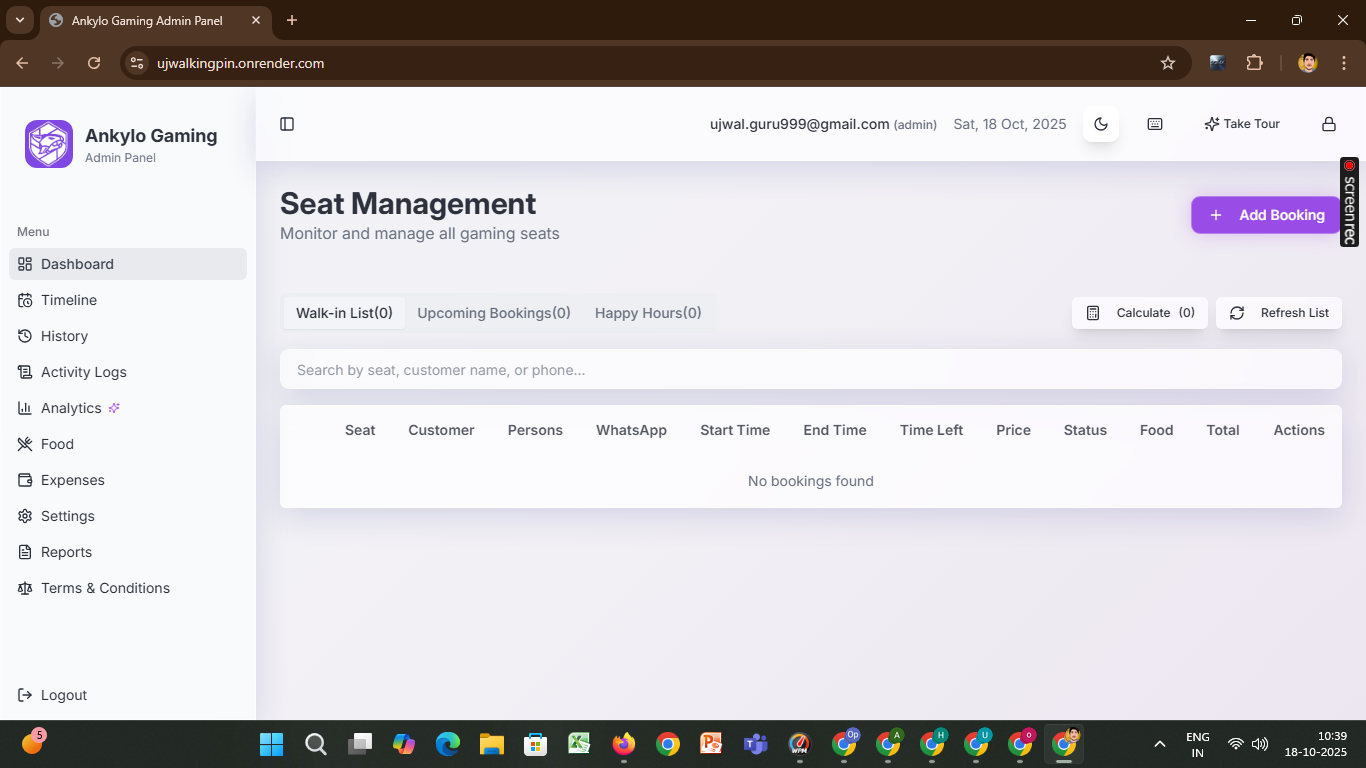 Ankylo Gaming Admin Panel
ujwalkingpin.onrender.com
Ankylo Gaming
Admin Panel
ujwal.guru999@gmail.com (admin)
Sat, 18 Oct, 2025
Take Tour
Menu
Dashboard
Timeline
History
Activity Logs
Analytics
Food
Expenses
Settings
Reports
Terms & Conditions
Logout
Seat Management
Monitor and manage all gaming seats
Add Booking
screenrec
Walk-in List(0) Upcoming Bookings(0) Happy Hours(0)
Calculate (0) Refresh List
Search by seat, customer name, or phone...
Seat Customer Persons WhatsApp Start Time End Time Time Left Price Status Food Total Actions
No bookings found
5
Op A H U o
ENG
IN
10:39
18-10-2025